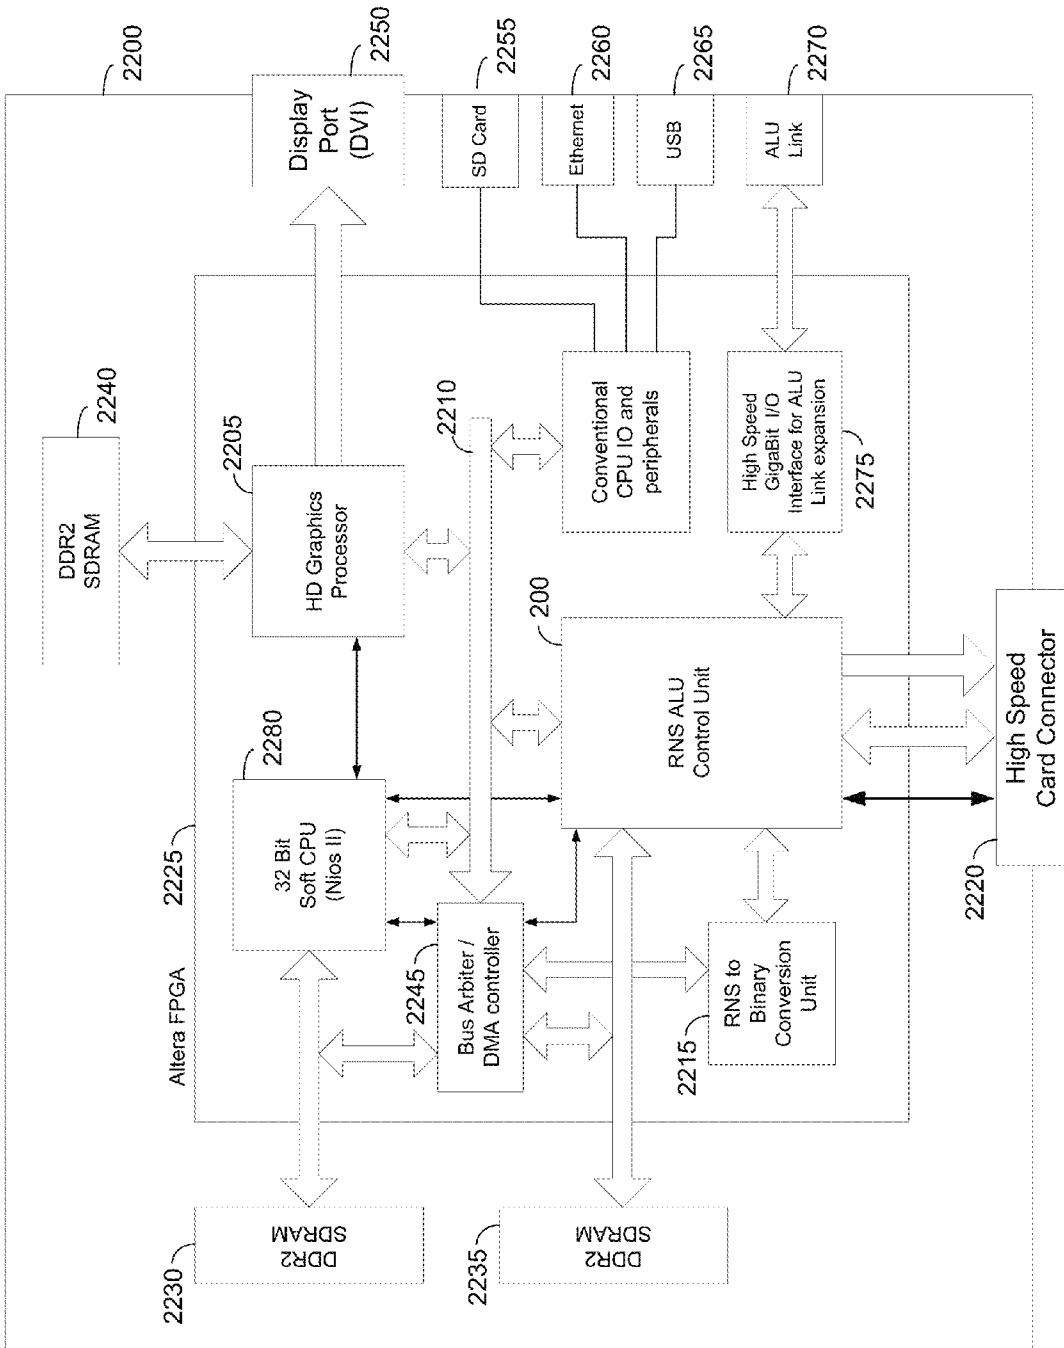 2200
2240
DDR2
SDRAM
2250
Display
Port
(DVI)
2205
HD Graphics
Processor
2255
SD Card
2260
Ethernet
2265
USB
2270
ALU
Link
2210
2280
32 Bit
Soft CPU
(Nios II)
2225
Altera FPGA
2245
Bus Arbiter /
DMA controller
Conventional
CPU IO and
peripherals
High Speed
GigaBit I/O
Interface for ALU
Link expansion
2275
200
RNS ALU
Control Unit
2215
RNS to
Binary
Conversion
Unit
2230
DDR2
SDRAM
2235
DDR2
SDRAM
2220
High Speed
Card Connector